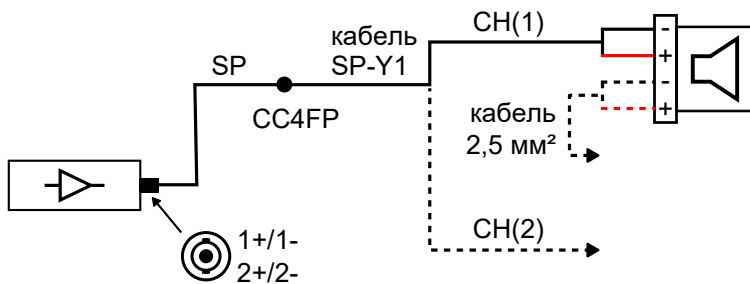 кабель
SP-Y1
CH(1)
SP
CC4FP
-
+
-
+
кабель
2,5 мм²
CH(2)
1+/1-
2+/2-